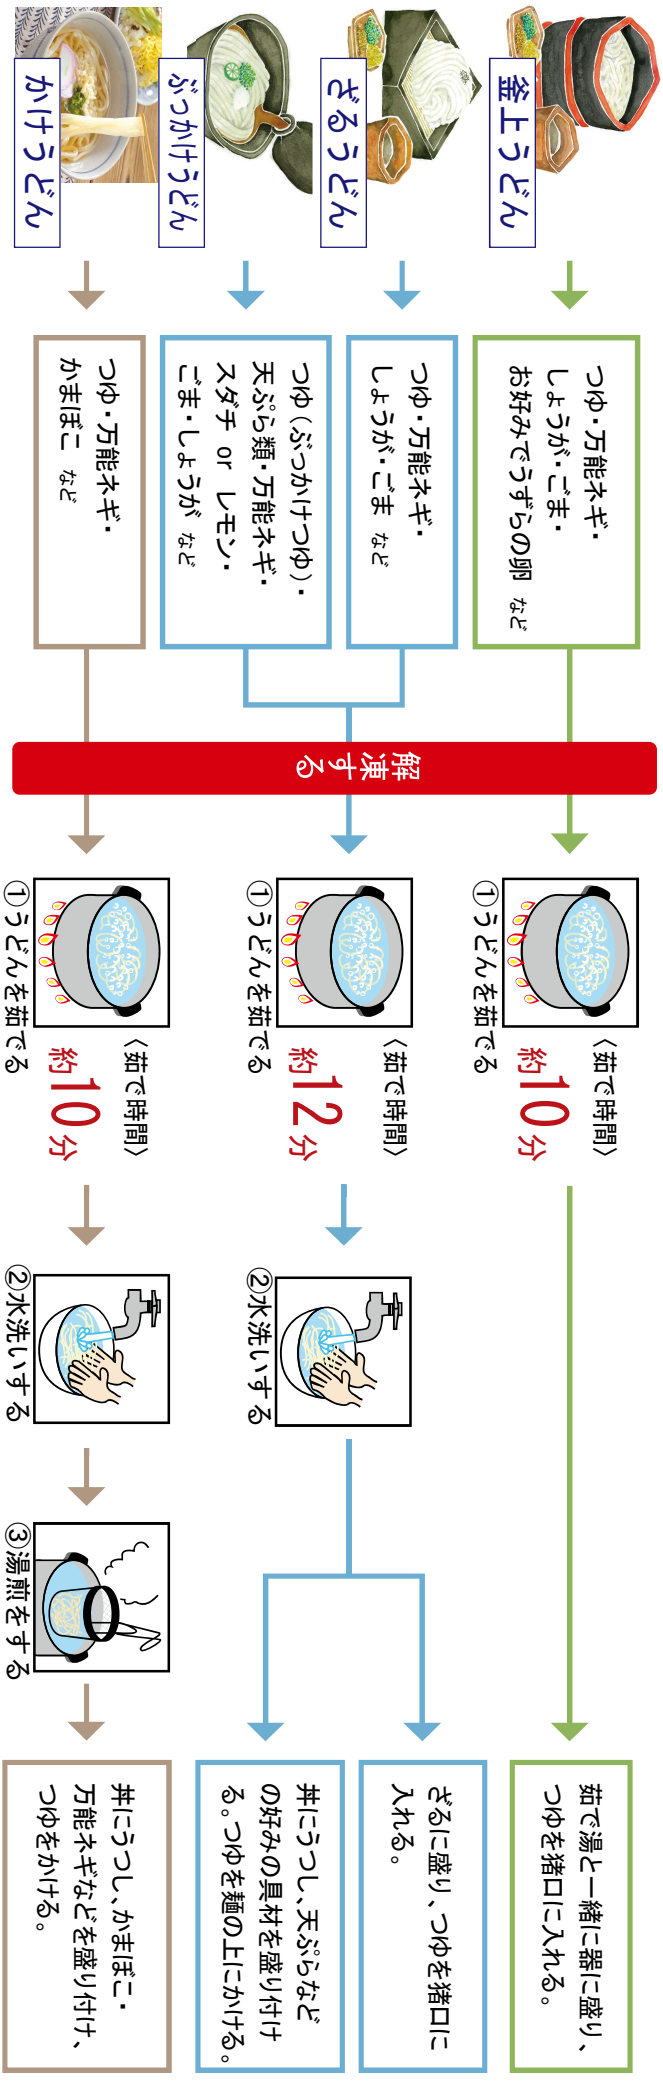 釜上うどん
つゆ・万能ネギ・
しょうが・ごま・
お好みでうずらの卵 など
ざるうどん
つゆ・万能ネギ・
しょうが・ごま など
ぶっかけうどん
つゆ(ぶっかけつゆ)・
天ぷら類・万能ネギ・
スダチ or レモン・
ごま・しょうが など
かけうどん
つゆ・万能ネギ・
かまぼこ など
解凍する
〈茹で時間〉
約10分
①うどんを茹でる
茹で湯と一緒に器に盛り、
つゆを猪口に入れる。
〈茹で時間〉
約12分
①うどんを茹でる
②水洗いする
ざるに盛り、つゆを猪口に
入れる。
丼にうつし、天ぷらなど
の好みの具材を盛り付け
る。つゆを麺の上にかける。
〈茹で時間〉
約10分
①うどんを茹でる
②水洗いする
③湯煎をする
丼にうつし、かまぼこ・
万能ネギなどを盛り付け、
つゆをかける。